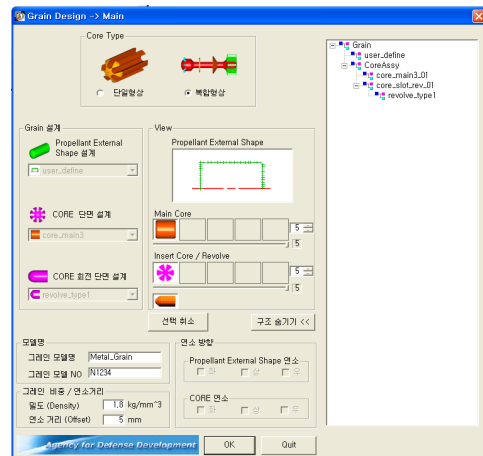 Grain Design -> Main
Core Type
단일형상
복합형상
Grain 설계
Propellant External
Shape 설계
user_define
CORE 단면 설계
core_main3
CORE 회전 단면 설계
revolve_type1
View
Propellant External Shape
Main Core
5
5
Insert Core / Revolve
5
5
선택 취소
구조 숨기기 <<
모델명
그레인 모델명
Metal_Grain
그레인 모델 NO
N1234
그레인 비중 / 연소거리
밀도 (Density)
1.8 kg/mm^3
연소 거리 (Offset)
5 mm
연소 방향
Propellant External Shape 연소
좌
상
우
CORE 연소
좌
상
우
Agency for Defense Development
OK
Quit
Grain
user_define
CoreAssy
core_main3_01
core_slot_rev_01
revolve_type1